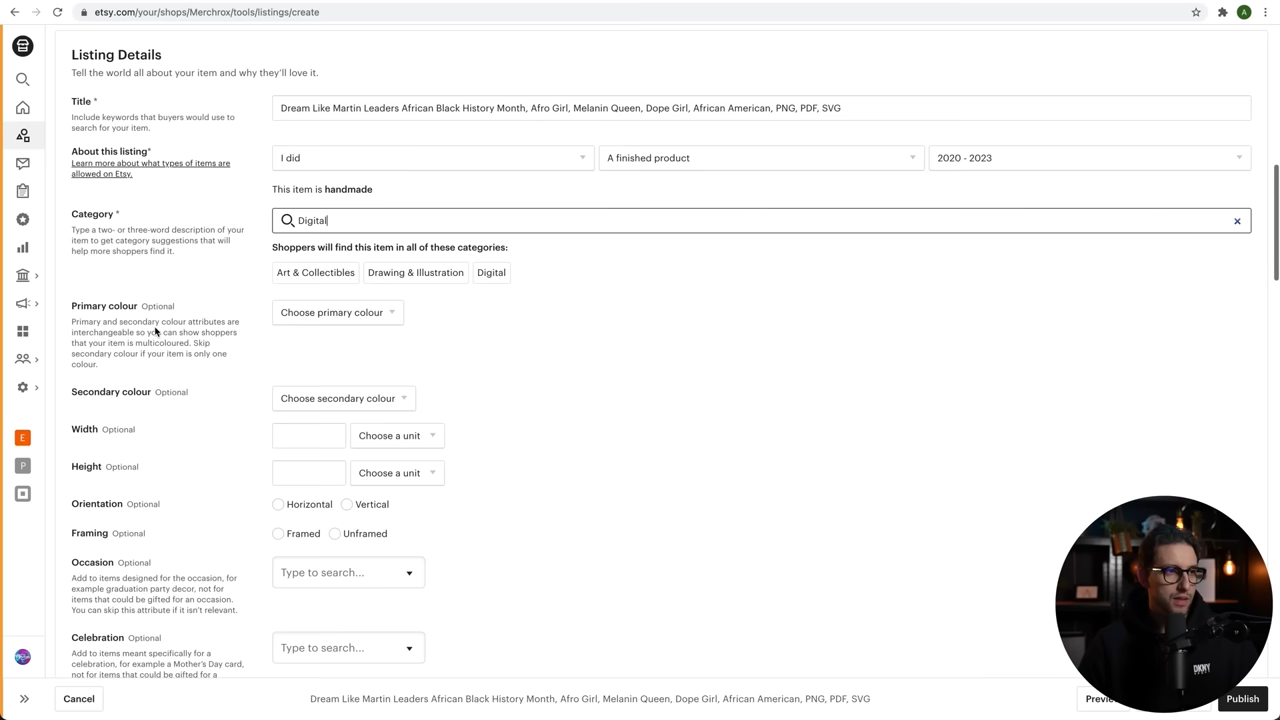 etsy.com/your/shops/Merchrox/tools/listings/create
A
Listing Details
Tell the world all about your item and why they'll love it.
Title *
Include keywords that buyers would use to
search for your item.
Dream Like Martin Leaders African Black History Month, Afro Girl, Melanin Queen, Dope Girl, African American, PNG, PDF, SVG
About this listing*
Learn more about what types of items are
allowed on Etsy.
I did
A finished product
2020 - 2023
This item is handmade
Category *
Type a two- or three-word description of your
item to get category suggestions that will
help more shoppers find it.
Digital
Shoppers will find this item in all of these categories:
Art & Collectibles
Drawing & Illustration
Digital
Primary colour Optional
Primary and secondary colour attributes are
interchangeable so you can show shoppers
that your item is multicoloured. Skip
secondary colour if your item is only one
colour.
Choose primary colour
Secondary colour Optional
Choose secondary colour
Width Optional
Choose a unit
Height Optional
Choose a unit
Orientation Optional
Horizontal
Vertical
Framing Optional
Framed
Unframed
Occasion Optional
Add to items designed for the occasion, for
example graduation party decor, not for
items that could be gifted for an occasion.
You can skip this attribute if it isn't relevant.
Type to search...
Celebration Optional
Add to items meant specifically for a
celebration, for example a Mother's Day card,
not for items that could be gifted for a
Type to search...
E
P
Cancel
Dream Like Martin Leaders African Black History Month, Afro Girl, Melanin Queen, Dope Girl, African American, PNG, PDF, SVG
Publish
DKNY